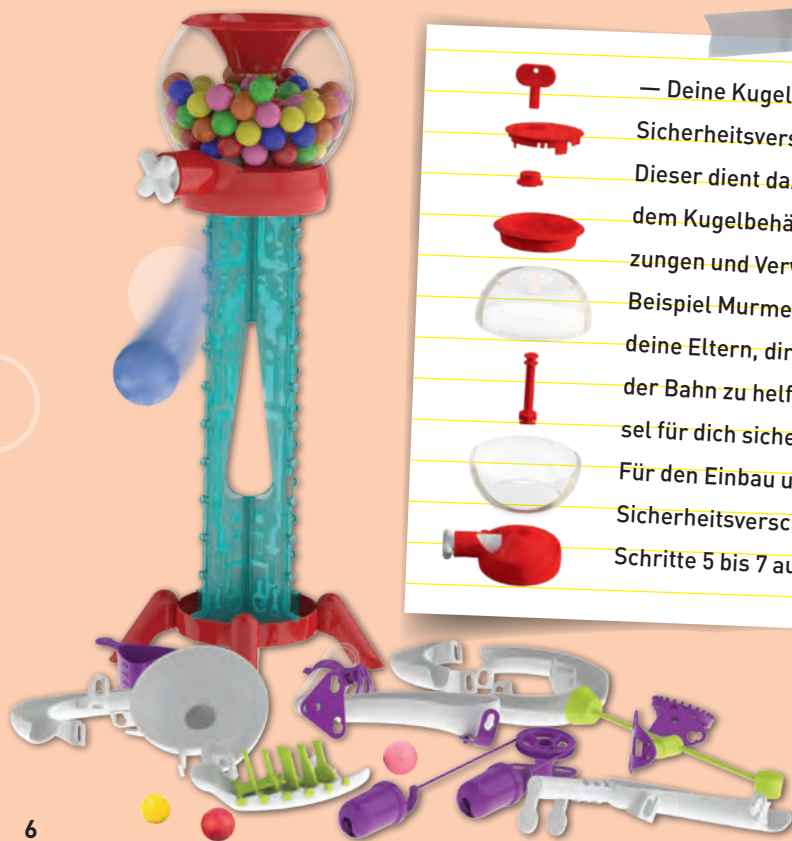 — Deine Kugel
Sicherheitsvers
Dieser dient da
dem Kugelbehä
zungen und Verw
Beispiel Murme
deine Eltern, dir
der Bahn zu helf
sel für dich siche
Für den Einbau u
Sicherheitsversc
Schritte 5 bis 7 au
6